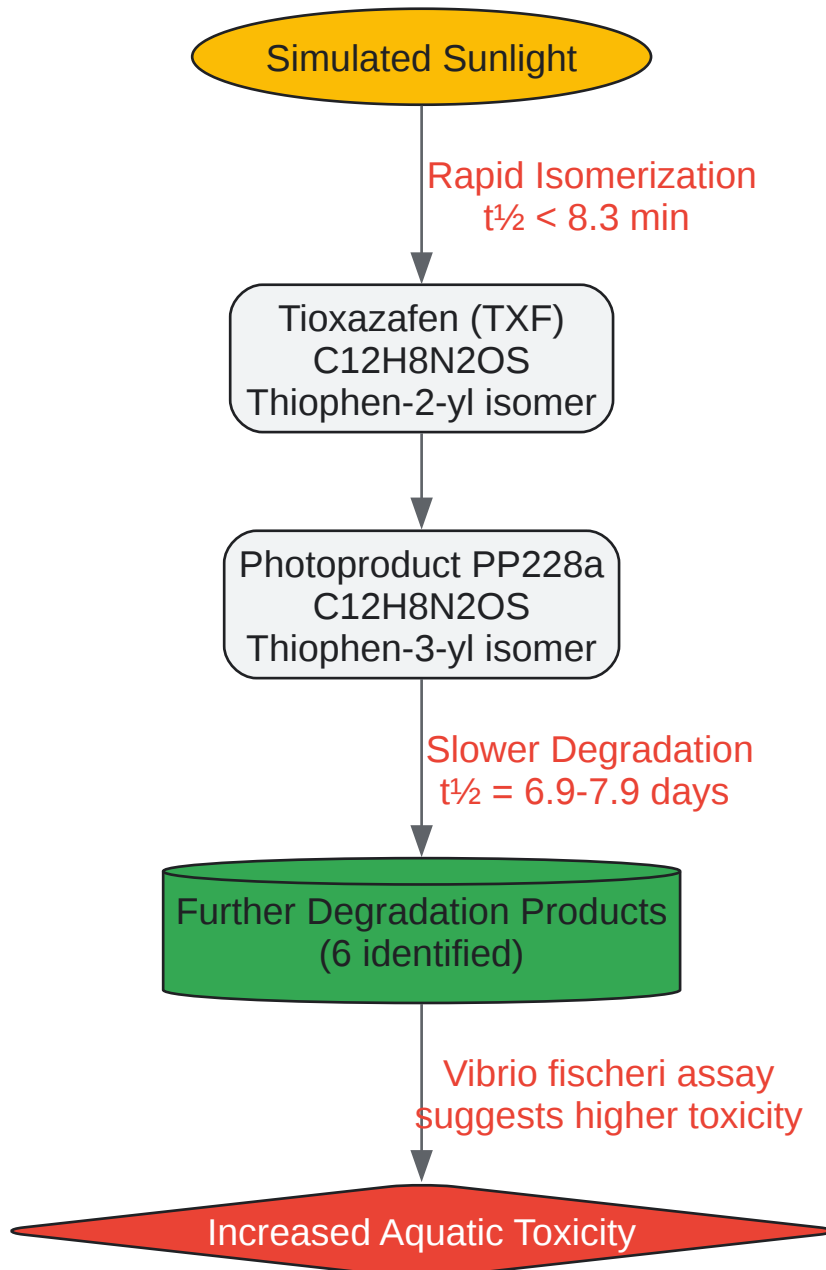 Simulated Sunlight
Rapid Isomerization
t½ < 8.3 min
Tioxazafen (TXF)
C12H8N2OS
Thiophen-2-yl isomer
Photoproduct PP228a
C12H8N2OS
Thiophen-3-yl isomer
Slower Degradation
t½ = 6.9-7.9 days
Further Degradation Products
(6 identified)
Vibrio fischeri assay
suggests higher toxicity
Increased Aquatic Toxicity